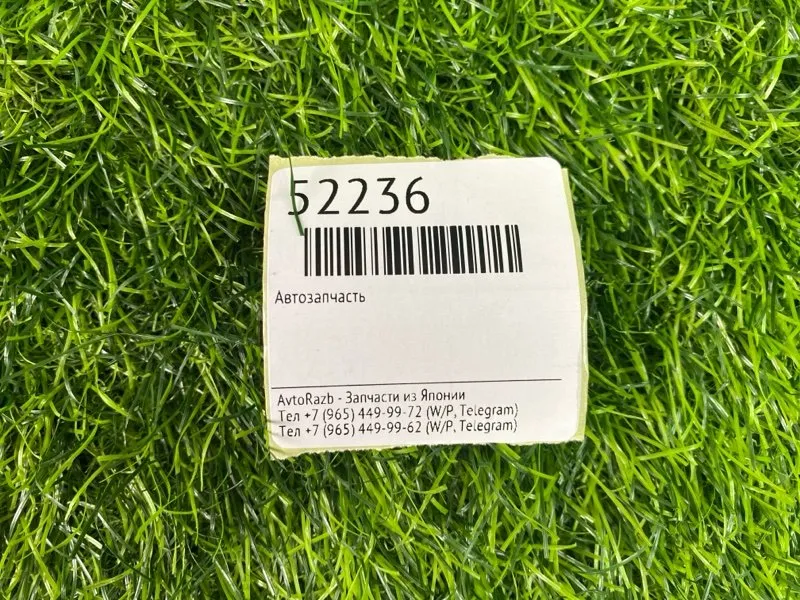 52236
Автозапчасть
AvtoRazb - Запчасти из Японии
Тел +7 (965) 449-99-72 (W/P, Telegram)
Тел +7 (965) 449-99-62 (W/P, Telegram)